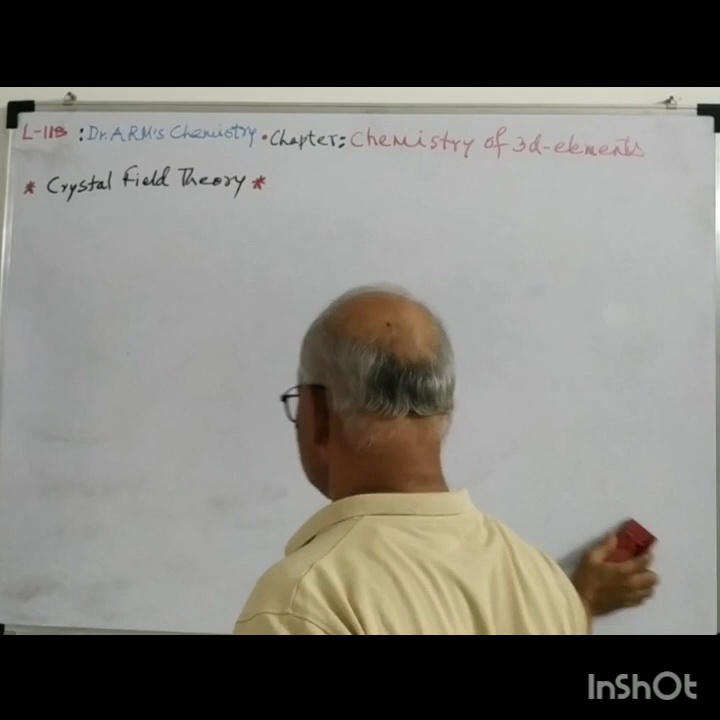 L-118 : Dr. ARM's Chemistry • Chapter: Chemistry of 3d-elements
* Crystal Field Theory *
InShOt